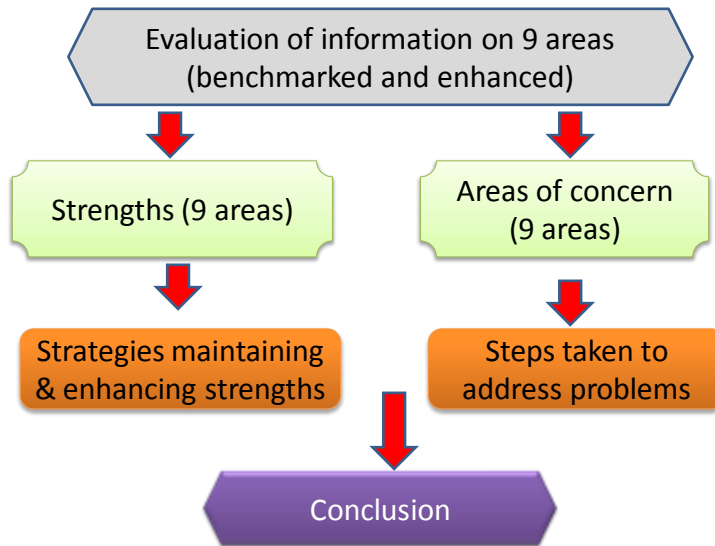 Evaluation of information on 9 areas
(benchmarked and enhanced)
Strengths (9 areas)
Areas of concern
(9 areas)
Strategies maintaining
& enhancing strengths
Steps taken to
address problems
Conclusion